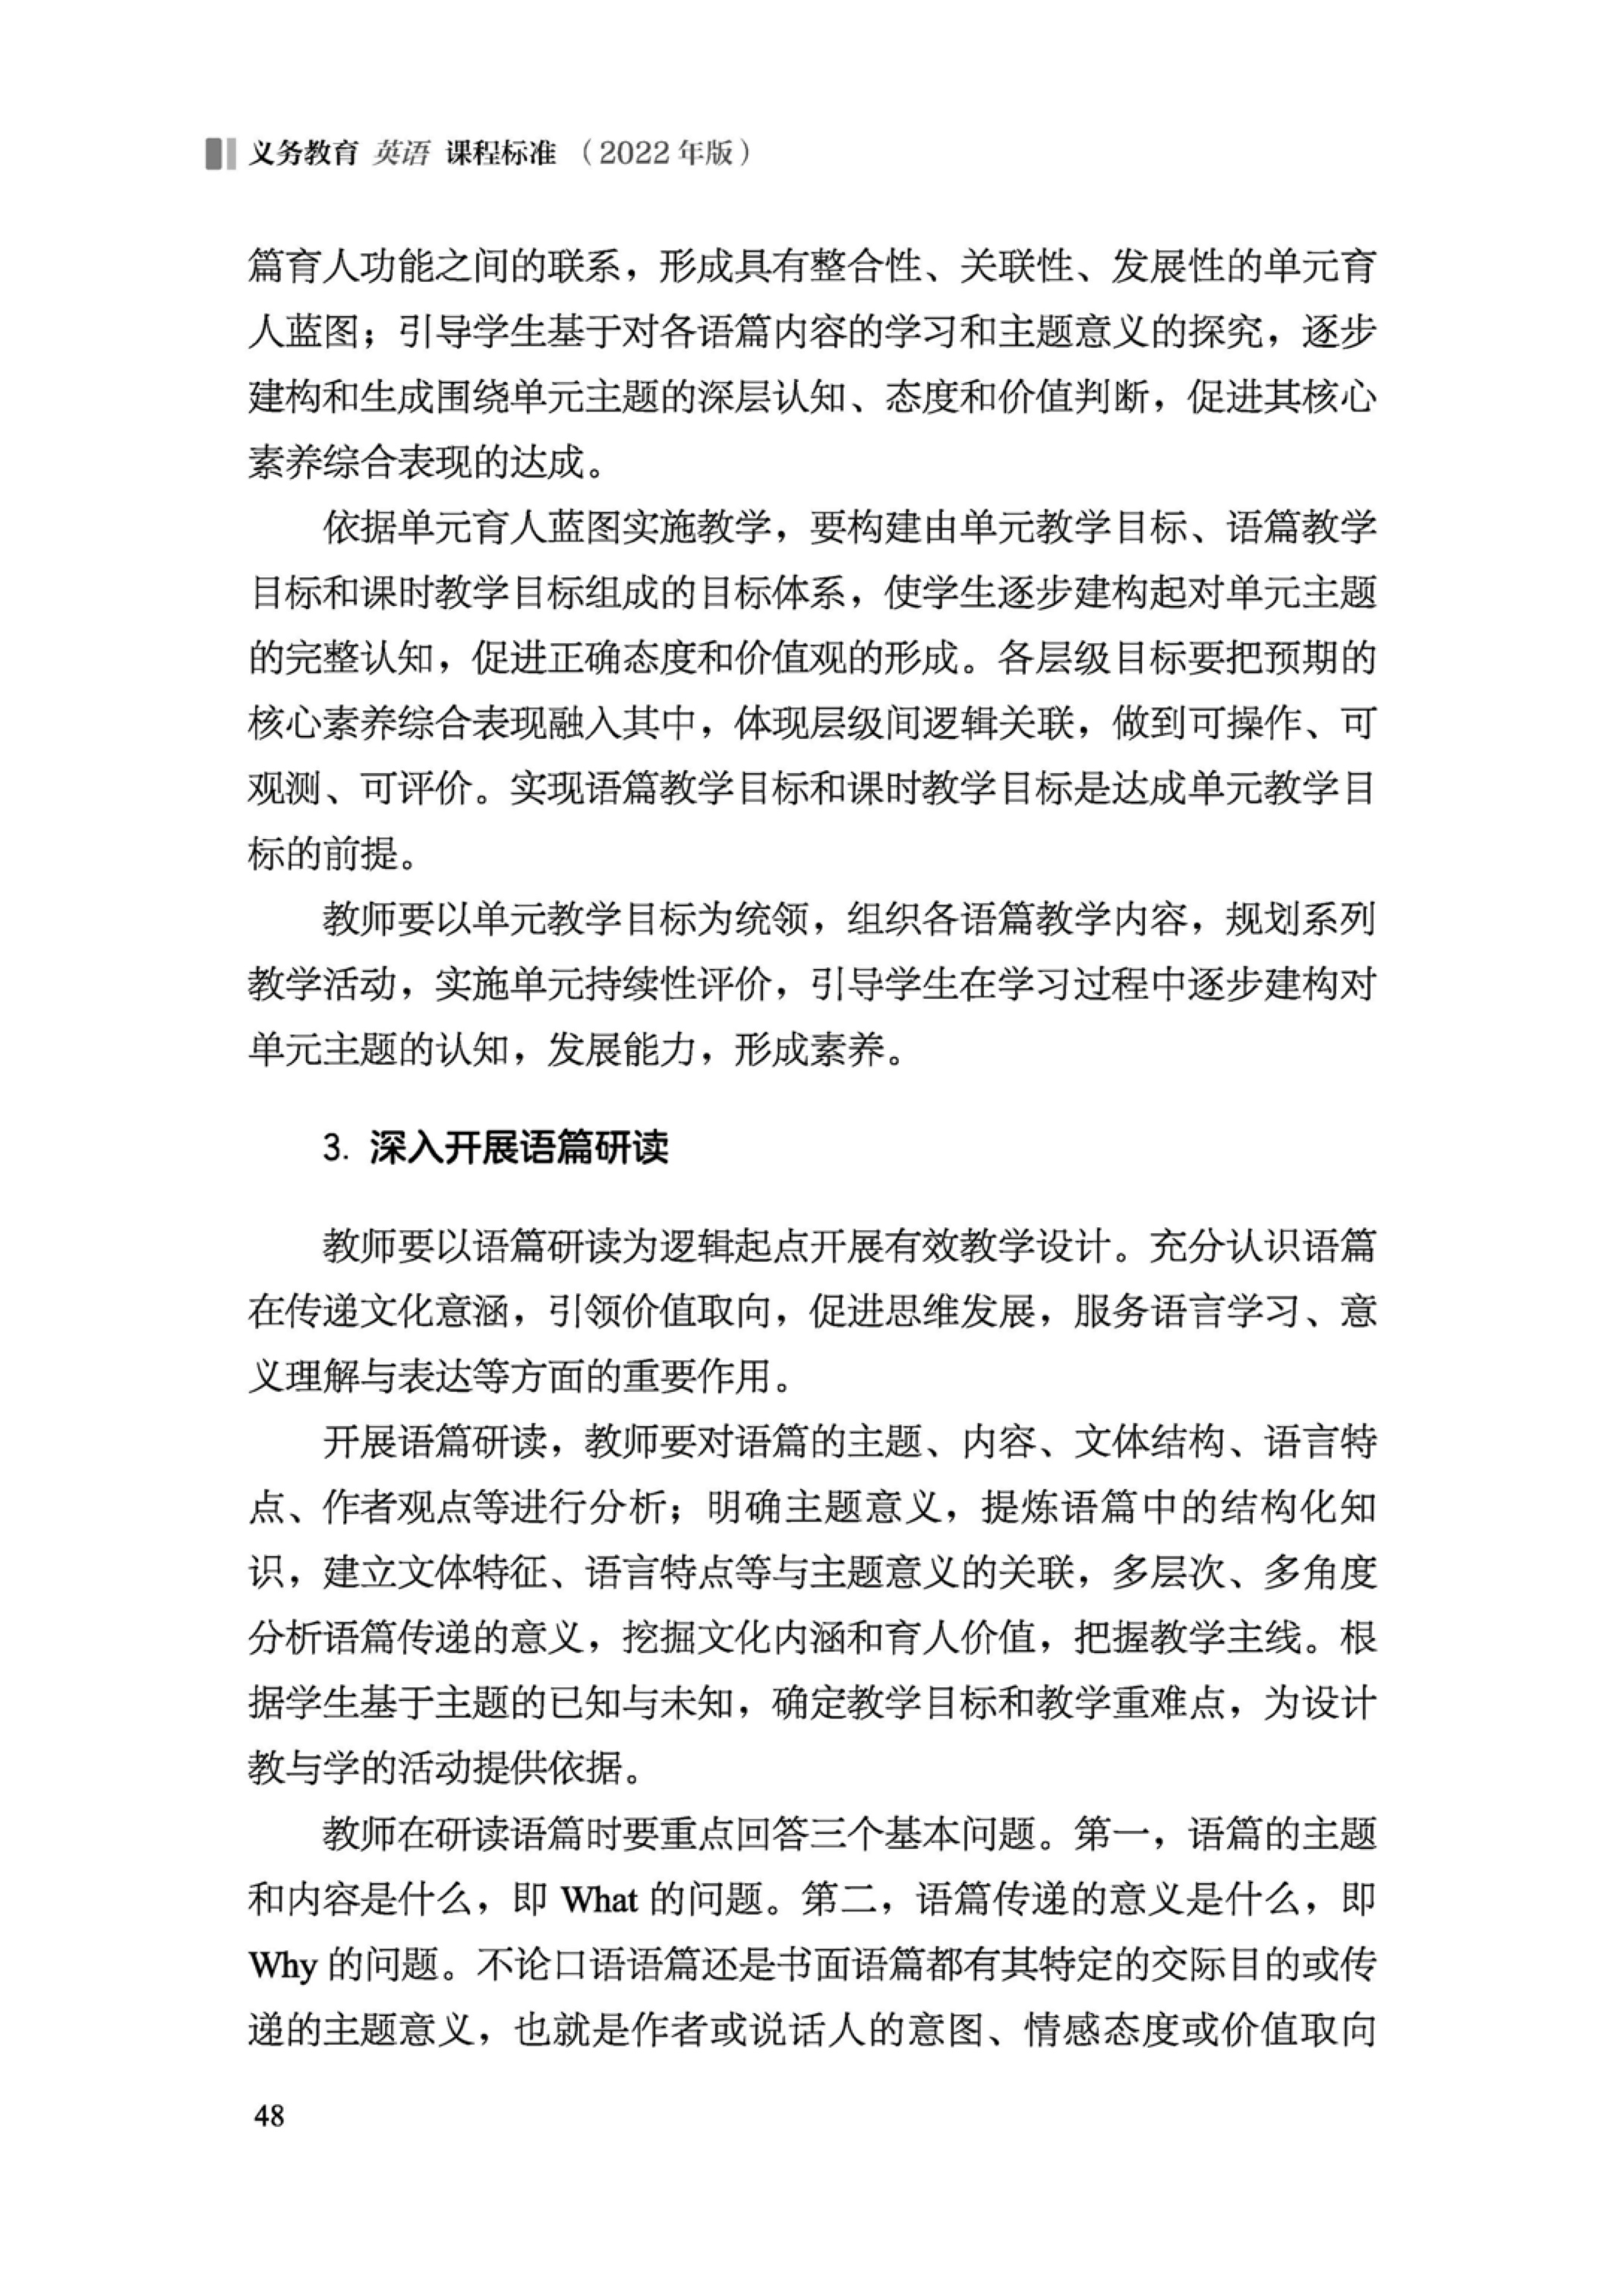 义务教育 英语 课程标准（2022 年版）
篇育人功能之间的联系，形成具有整合性、关联性、发展性的单元育
人蓝图；引导学生基于对各语篇内容的学习和主题意义的探究，逐步
建构和生成围绕单元主题的深层认知、态度和价值判断，促进其核心
素养综合表现的达成。
依据单元育人蓝图实施教学，要构建由单元教学目标、语篇教学
目标和课时教学目标组成的目标体系，使学生逐步建构起对单元主题
的完整认知，促进正确态度和价值观的形成。各层级目标要把预期的
核心素养综合表现融入其中，体现层级间逻辑关联，做到可操作、可
观测、可评价。实现语篇教学目标和课时教学目标是达成单元教学目
标的前提。
教师要以单元教学目标为统领，组织各语篇教学内容，规划系列
教学活动，实施单元持续性评价，引导学生在学习过程中逐步建构对
单元主题的认知，发展能力，形成素养。
3. 深入开展语篇研读
教师要以语篇研读为逻辑起点开展有效教学设计。充分认识语篇
在传递文化意涵，引领价值取向，促进思维发展，服务语言学习、意
义理解与表达等方面的重要作用。
开展语篇研读，教师要对语篇的主题、内容、文体结构、语言特
点、作者观点等进行分析；明确主题意义，提炼语篇中的结构化知
识，建立文体特征、语言特点等与主题意义的关联，多层次、多角度
分析语篇传递的意义，挖掘文化内涵和育人价值，把握教学主线。根
据学生基于主题的已知与未知，确定教学目标和教学重难点，为设计
教与学的活动提供依据。
教师在研读语篇时要重点回答三个基本问题。第一，语篇的主题
和内容是什么，即 What 的问题。第二，语篇传递的意义是什么，即
Why 的问题。不论口语语篇还是书面语篇都有其特定的交际目的或传
递的主题意义，也就是作者或说话人的意图、情感态度或价值取向
48